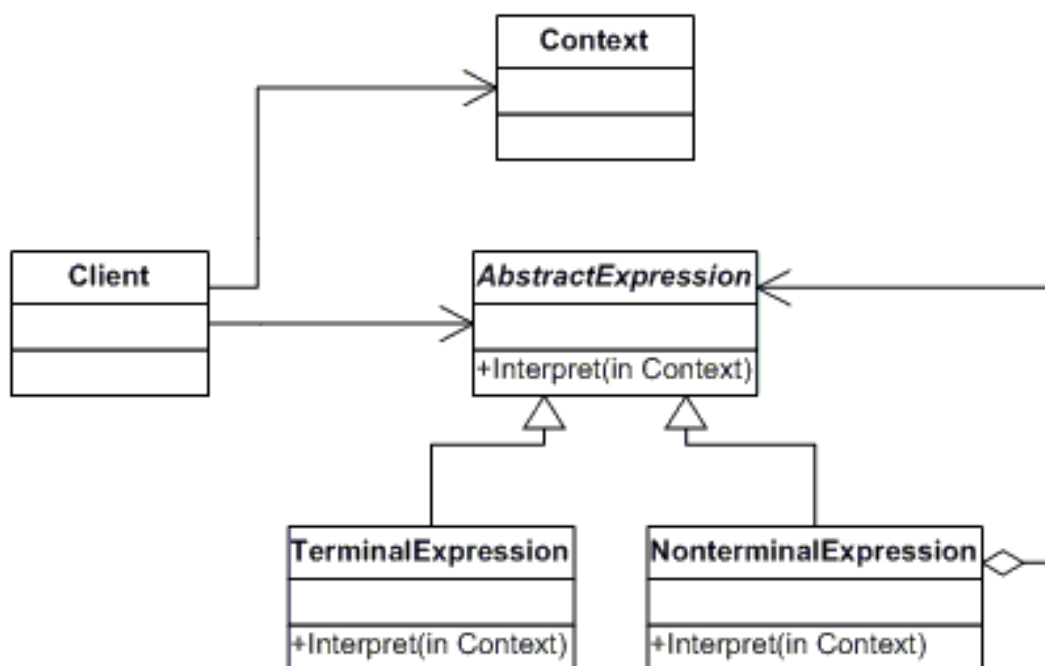 Context
Client
AbstractExpression
+Interpret(in Context)
TerminalExpression
+Interpret(in Context)
NonterminalExpression
+Interpret(in Context)